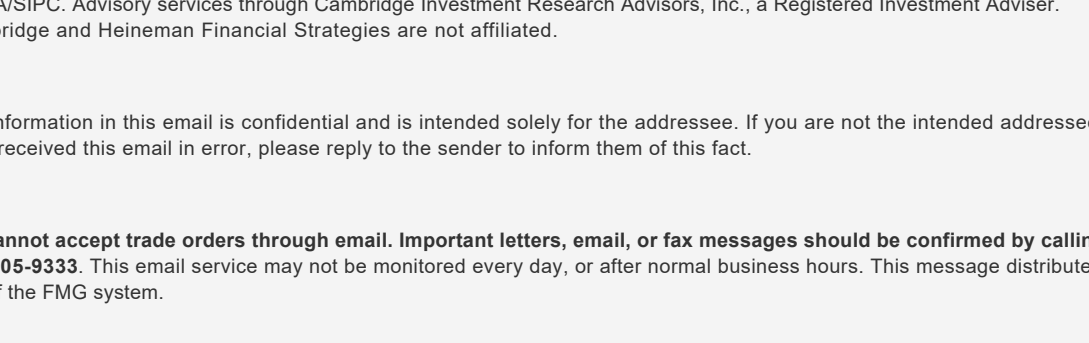 A/SIPC. Advisory services through Cambridge Investment Research Advisors, Inc., a Registered Investment Adviser.
bridge and Heineman Financial Strategies are not affiliated.
nformation in this email is confidential and is intended solely for the addressee. If you are not the intended addressee
received this email in error, please reply to the sender to inform them of this fact.
annot accept trade orders through email. Important letters, email, or fax messages should be confirmed by callin
05-9333. This email service may not be monitored every day, or after normal business hours. This message distribute
f the FMG system.